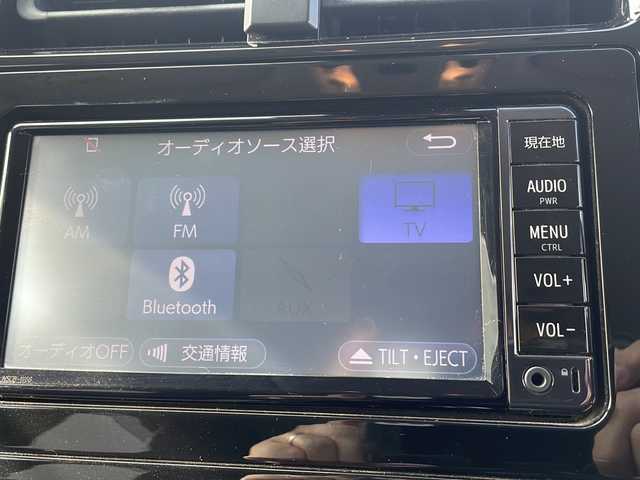 オーディオソース選択
AM
FM
TV
Bluetooth
AUX
オーディオOFF
交通情報
TILT・EJECT
現在地
AUDIO
PWR
MENU
CTRL
VOL+
VOL-